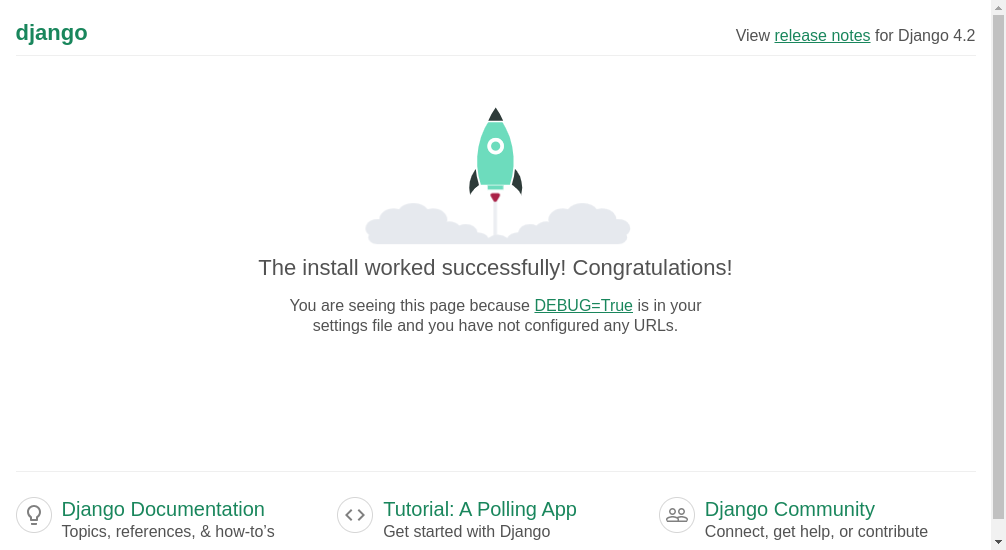 django
View release notes for Django 4.2
The install worked successfully! Congratulations!
You are seeing this page because DEBUG=True is in your
settings file and you have not configured any URLs.
Django Documentation
Topics, references, & how-to’s
Tutorial: A Polling App
Get started with Django
Django Community
Connect, get help, or contribute